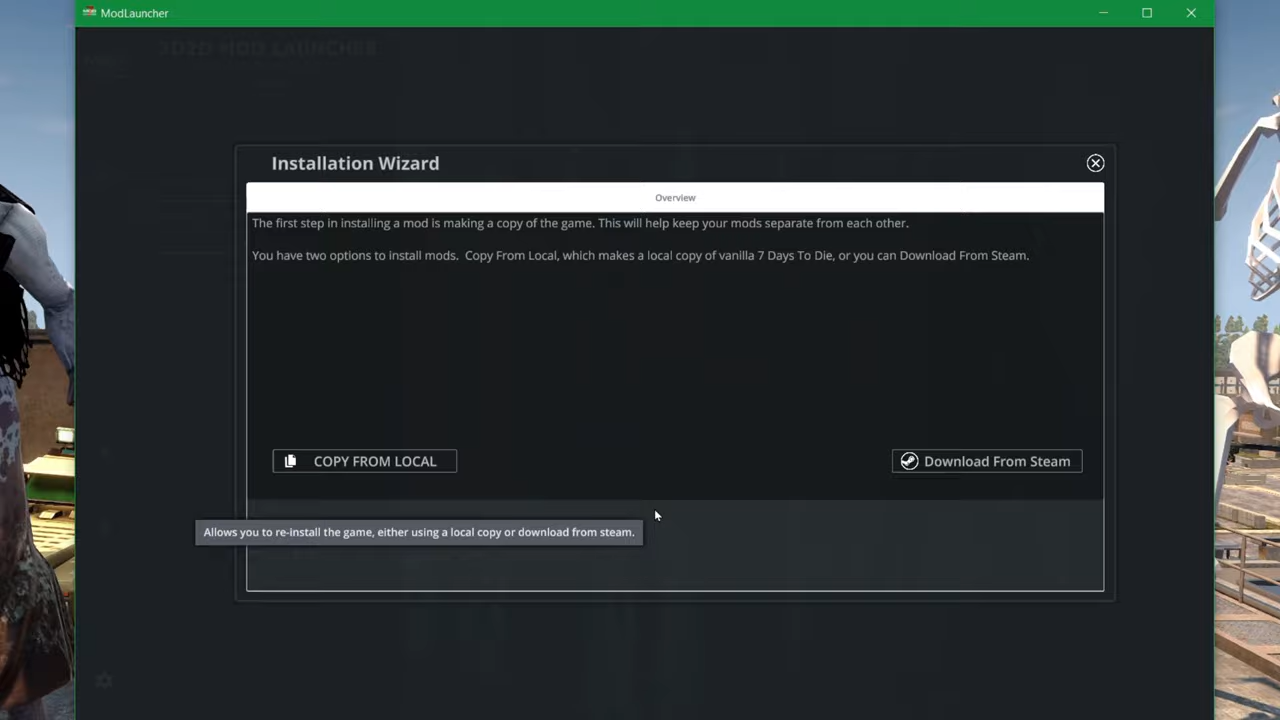 ModLauncher
7D2D MOD LAUNCHER
Installation Wizard
Overview
The first step in installing a mod is making a copy of the game. This will help keep your mods separate from each other.
You have two options to install mods. Copy From Local, which makes a local copy of vanilla 7 Days To Die, or you can Download From Steam.
COPY FROM LOCAL
Download From Steam
Allows you to re-install the game, either using a local copy or download from steam.